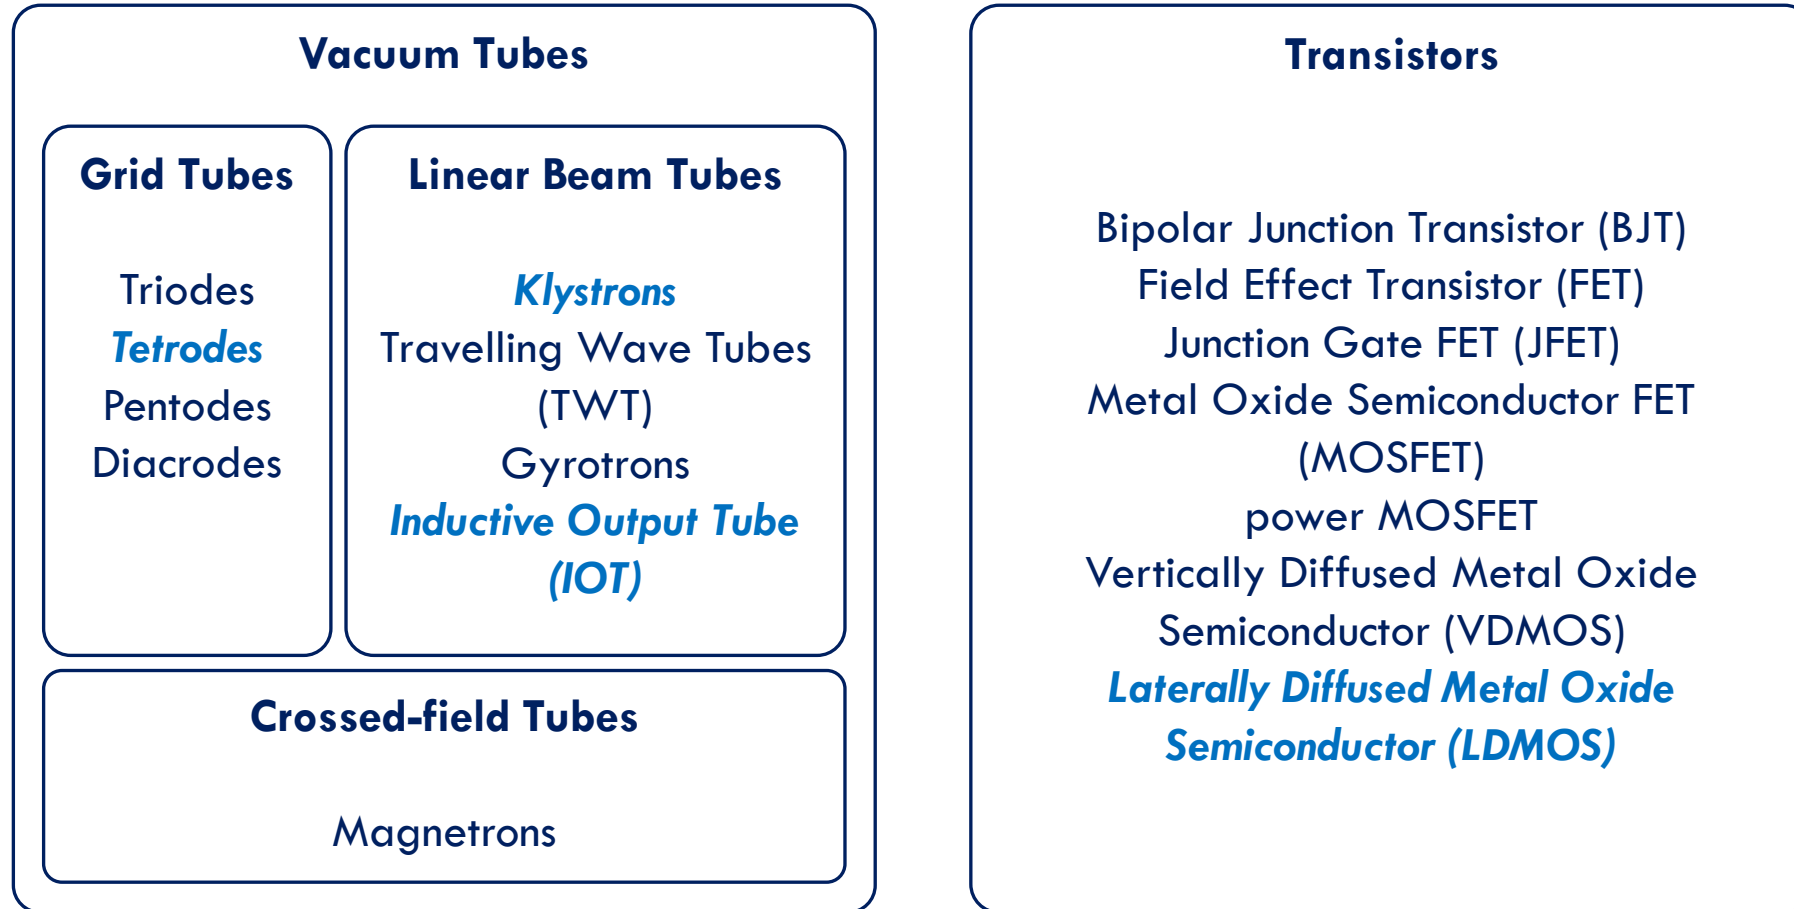 Vacuum Tubes
Grid Tubes
Triodes
Tetrodes
Pentodes
Diacrodes
Linear Beam Tubes
Klystrons
Travelling Wave Tubes
(TWT)
Gyrotrons
Inductive Output Tube
(IOT)
Crossed-field Tubes
Magnetrons
Transistors
Bipolar Junction Transistor (BJT)
Field Effect Transistor (FET)
Junction Gate FET (JFET)
Metal Oxide Semiconductor FET
(MOSFET)
power MOSFET
Vertically Diffused Metal Oxide
Semiconductor (VDMOS)
Laterally Diffused Metal Oxide
Semiconductor (LDMOS)